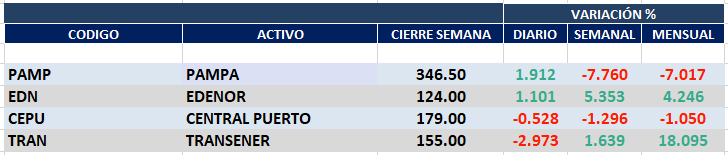 VARIACIÓN %
CODIGO ACTIVO CIERRE SEMANA DIARIO SEMANAL MENSUAL
PAMP PAMPA 346.50 1.912 -7.760 -7.017
EDN EDENOR 124.00 1.101 5.353 4.246
CEPU CENTRAL PUERTO 179.00 -0.528 -1.296 -1.050
TRAN TRANSENER 155.00 -2.973 1.639 18.095